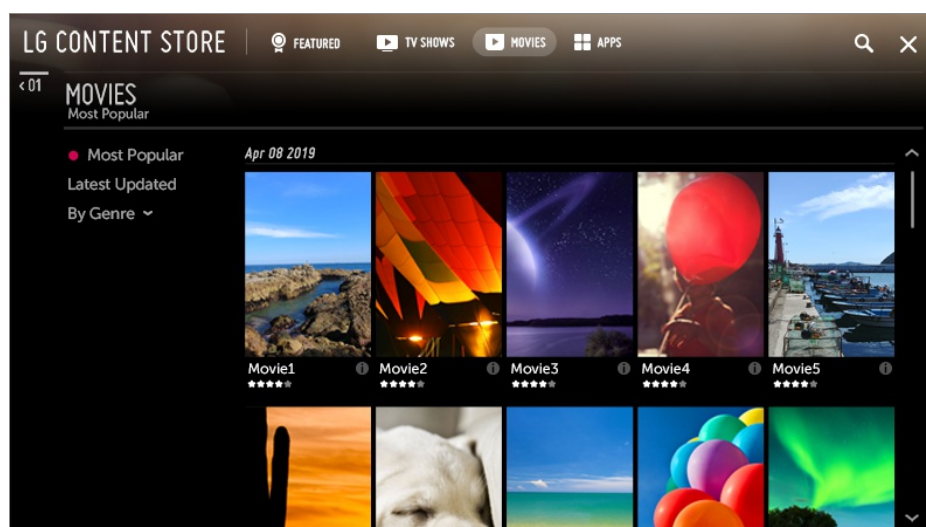 LG CONTENT STORE
FEATURED
TV SHOWS
MOVIES
APPS
<01
MOVIES
Most Popular
Most Popular
Latest Updated
By Genre
Apr 08 2019
Movie1
Movie2
Movie3
Movie4
Movie5